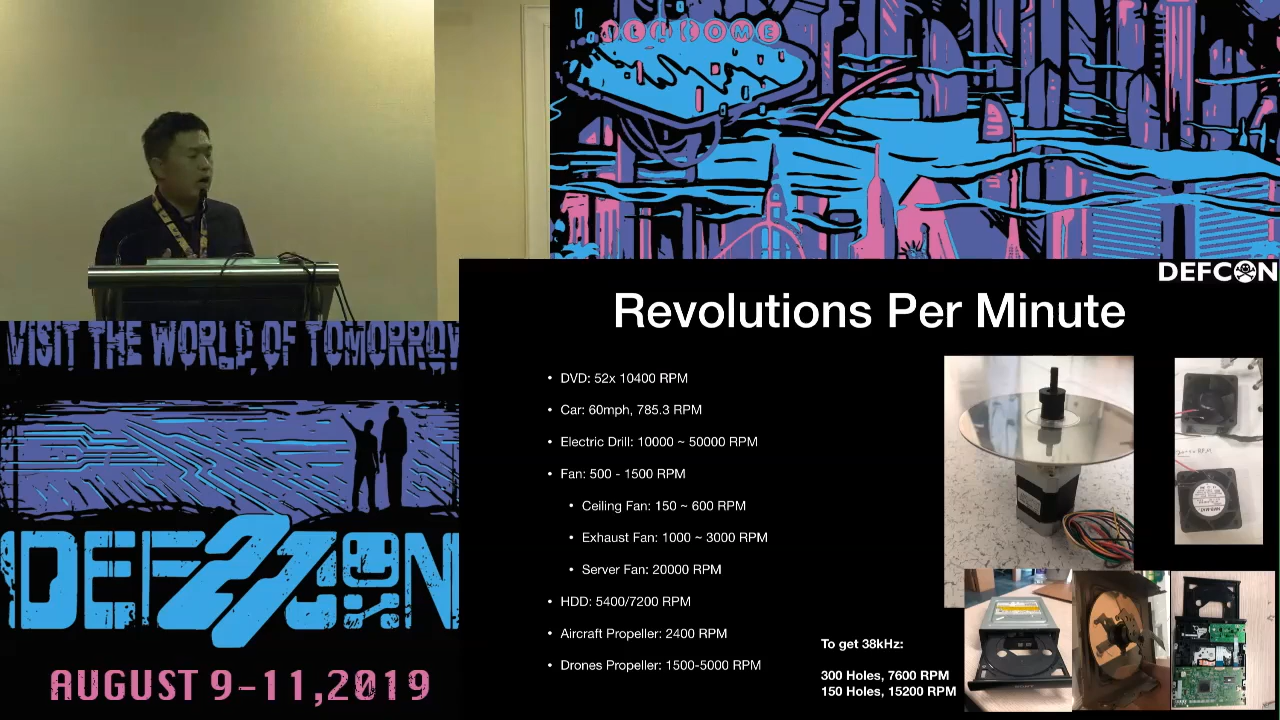 WELCOME
DEFCON
Revolutions Per Minute
• DVD: 52x 10400 RPM
• Car: 60mph, 785.3 RPM
• Electric Drill: 10000 ~ 50000 RPM
• Fan: 500 - 1500 RPM
• Ceiling Fan: 150 ~ 600 RPM
• Exhaust Fan: 1000 ~ 3000 RPM
• Server Fan: 20000 RPM
• HDD: 5400/7200 RPM
• Aircraft Propeller: 2400 RPM
• Drones Propeller: 1500-5000 RPM
To get 38kHz:
300 Holes, 7600 RPM
150 Holes, 15200 RPM
VISIT THE WORLD OF TOMORROW
DEF27CON
AUGUST 9-11,2019